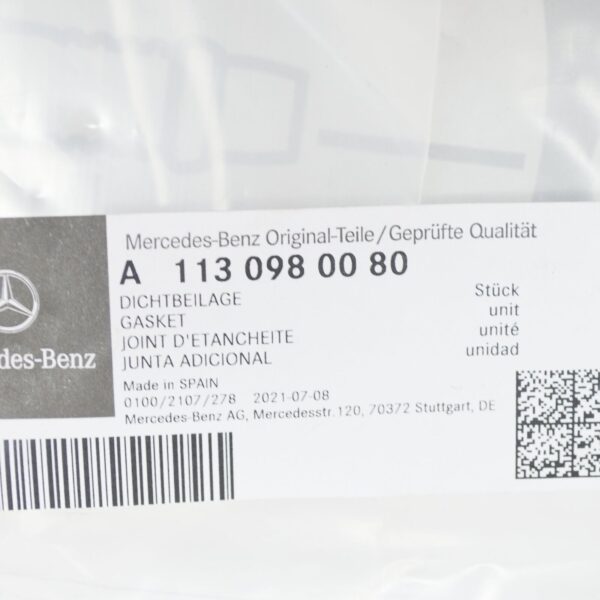 Mercedes-Benz Original-Teile/Geprüfte Qualität
A 113 098 00 80
DICHTBEILAGE Stück
GASKET unit
JOINT D'ETANCHEITE unité
JUNTA ADICIONAL unidad
Made in SPAIN
0100/2107/278 2021-07-08
Mercedes-Benz AG, Mercedesstr.120, 70372 Stuttgart, DE
des-Benz